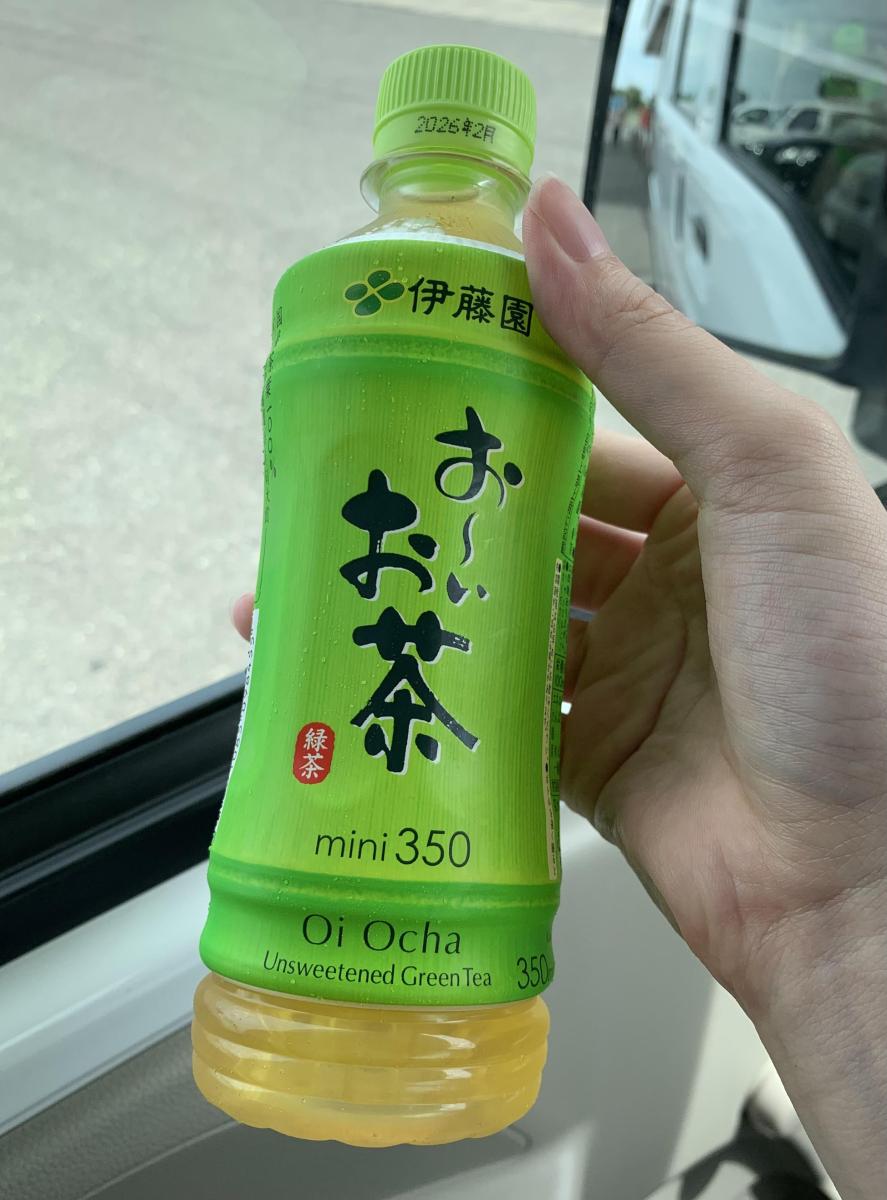 2026年2月
伊藤園
お〜い
お茶
緑茶
mini 350
Oi Ocha
Unsweetened Green Tea
350